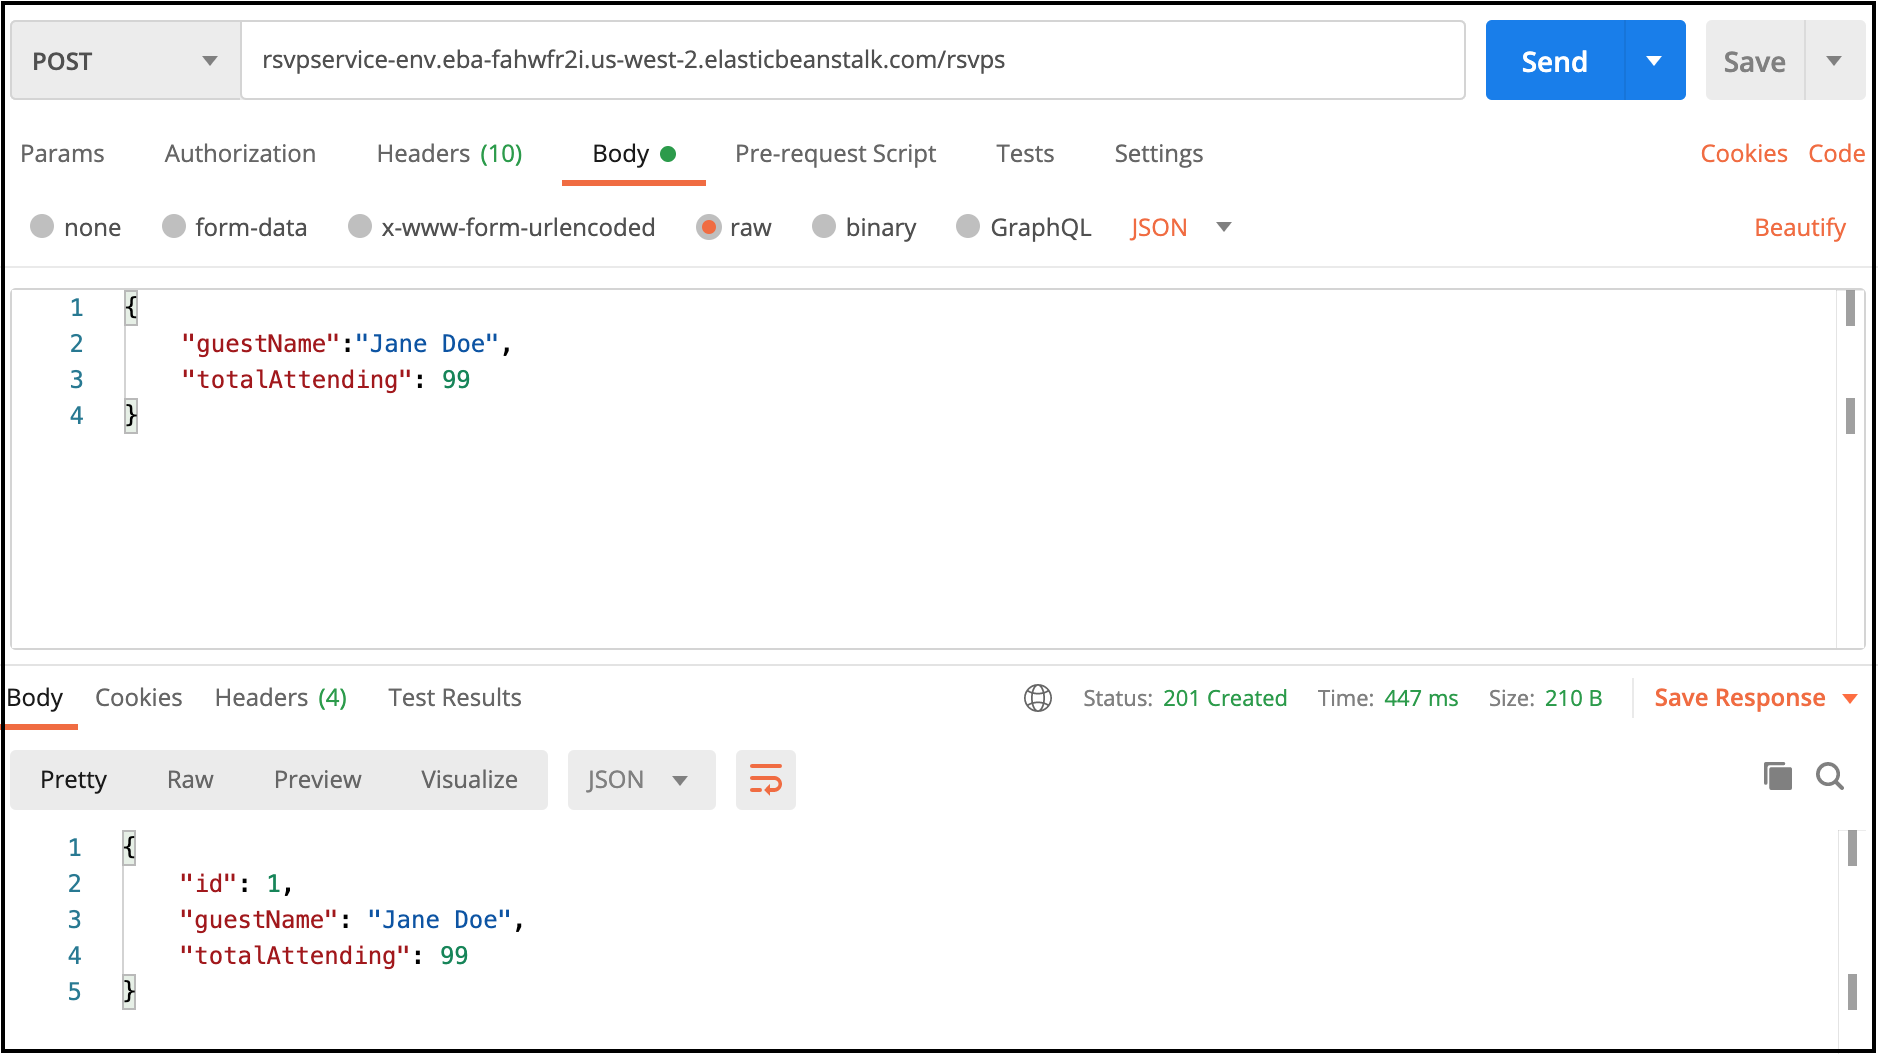 POST rsvpservice-env.eba-fahwfr2i.us-west-2.elasticbeanstalk.com/rsvps Send Save
Params Authorization Headers (10) Body Pre-request Script Tests Settings Cookies Code
none form-data x-www-form-urlencoded raw binary GraphQL JSON Beautify
1 {
2 "guestName":"Jane Doe",
3 "totalAttending": 99
4 }
Body Cookies Headers (4) Test Results Status: 201 Created Time: 447 ms Size: 210 B Save Response
Pretty Raw Preview Visualize JSON
1 {
2 "id": 1,
3 "guestName": "Jane Doe",
4 "totalAttending": 99
5 }